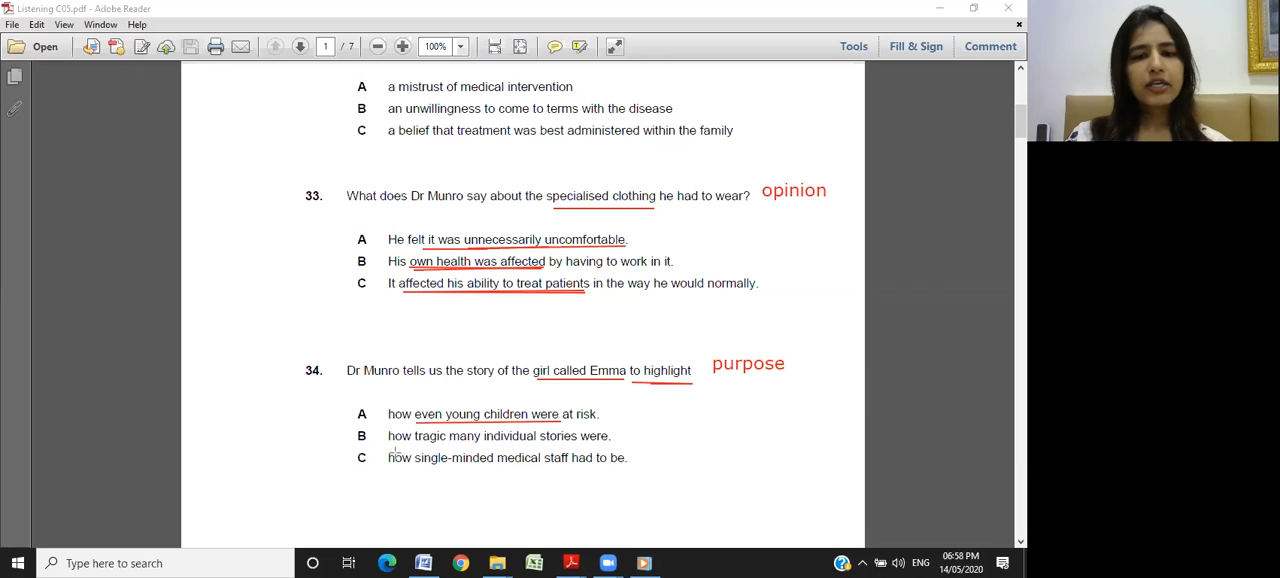 Listening C05.pdf - Adobe Reader
File Edit View Window Help
Open 1 / 7 100% Tools Fill & Sign Comment
A a mistrust of medical intervention
B an unwillingness to come to terms with the disease
C a belief that treatment was best administered within the family
33. What does Dr Munro say about the specialised clothing he had to wear? opinion
A He felt it was unnecessarily uncomfortable.
B His own health was affected by having to work in it.
C It affected his ability to treat patients in the way he would normally.
34. Dr Munro tells us the story of the girl called Emma to highlight purpose
A how even young children were at risk.
B how tragic many individual stories were.
C how single-minded medical staff had to be.
Type here to search
ENG
06:58 PM
14/05/2020